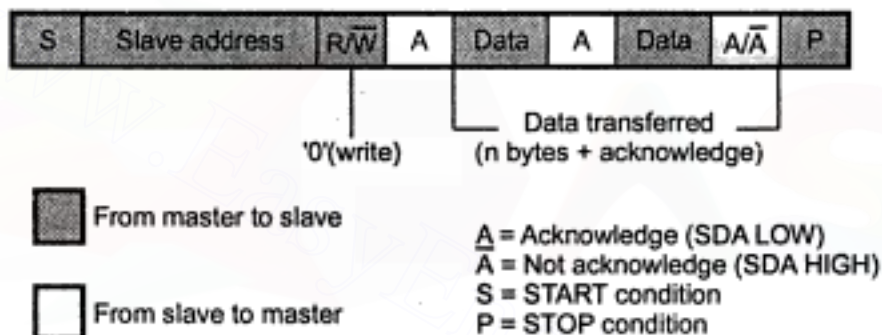 S Slave address R/W̅ A Data A Data A/A̅ P
'0'(write)
Data transferred
(n bytes + acknowledge)
From master to slave
From slave to master
A = Acknowledge (SDA LOW)
A̅ = Not acknowledge (SDA HIGH)
S = START condition
P = STOP condition